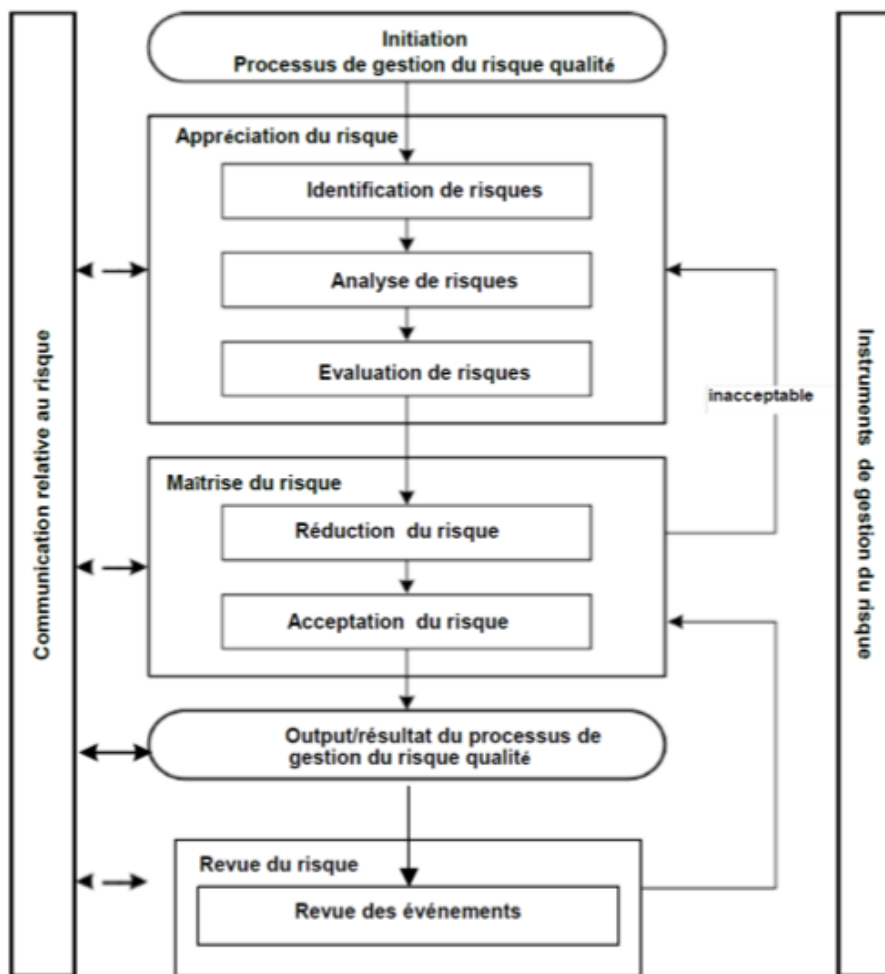 Initiation
Processus de gestion du risque qualité
Appréciation du risque
Identification de risques
Analyse de risques
Evaluation de risques
inacceptable
Maîtrise du risque
Réduction du risque
Acceptation du risque
Output/résultat du processus de
gestion du risque qualité
Revue du risque
Revue des événements
Communication relative au risque
Instruments de gestion du risque